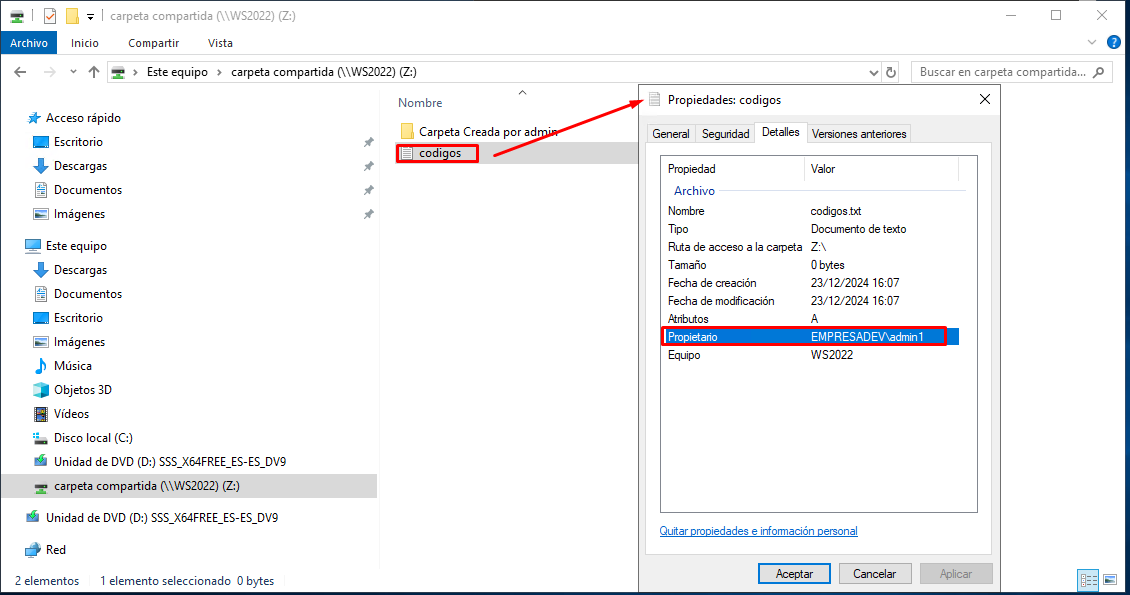 carpeta compartida (\\WS2022) (Z:)
Archivo
Inicio
Compartir
Vista
Este equipo > carpeta compartida (\\WS2022) (Z:)
Buscar en carpeta compartida...
Acceso rápido
Escritorio
Descargas
Documentos
Imágenes
Este equipo
Descargas
Documentos
Escritorio
Imágenes
Música
Objetos 3D
Vídeos
Disco local (C:)
Unidad de DVD (D:) SSS_X64FREE_ES-ES_DV9
carpeta compartida (\\WS2022) (Z:)
Unidad de DVD (D:) SSS_X64FREE_ES-ES_DV9
Red
Nombre
Carpeta Creada por admin
codigos
Propiedades: codigos
General
Seguridad
Detalles
Versiones anteriores
Propiedad Valor
Archivo
Nombre codigos.txt
Tipo Documento de texto
Ruta de acceso a la carpeta Z:\
Tamaño 0 bytes
Fecha de creación 23/12/2024 16:07
Fecha de modificación 23/12/2024 16:07
Atributos A
Propietario EMPRESADEV\admin1
Equipo WS2022
Quitar propiedades e información personal
Aceptar
Cancelar
Aplicar
2 elementos
1 elemento seleccionado 0 bytes